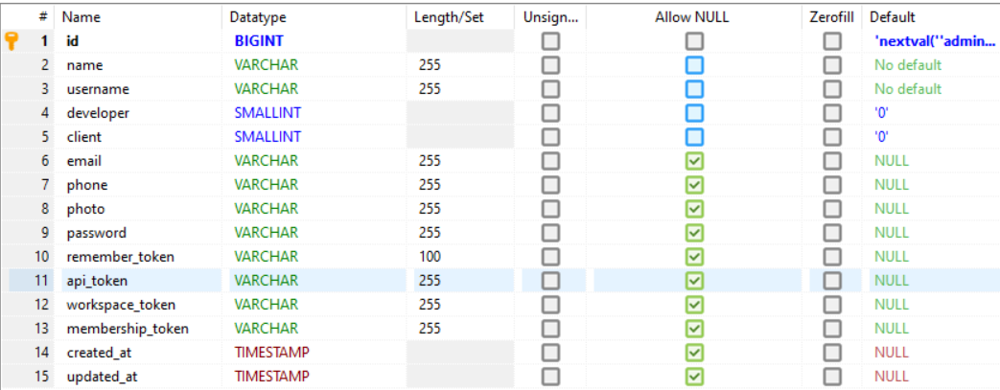 # Name Datatype Length/Set Unsign... Allow NULL Zerofill Default
1 id BIGINT 'nextval(''admin...
2 name VARCHAR 255 No default
3 username VARCHAR 255 No default
4 developer SMALLINT '0'
5 client SMALLINT '0'
6 email VARCHAR 255 NULL
7 phone VARCHAR 255 NULL
8 photo VARCHAR 255 NULL
9 password VARCHAR 255 NULL
10 remember_token VARCHAR 100 NULL
11 api_token VARCHAR 255 NULL
12 workspace_token VARCHAR 255 NULL
13 membership_token VARCHAR 255 NULL
14 created_at TIMESTAMP NULL
15 updated_at TIMESTAMP NULL